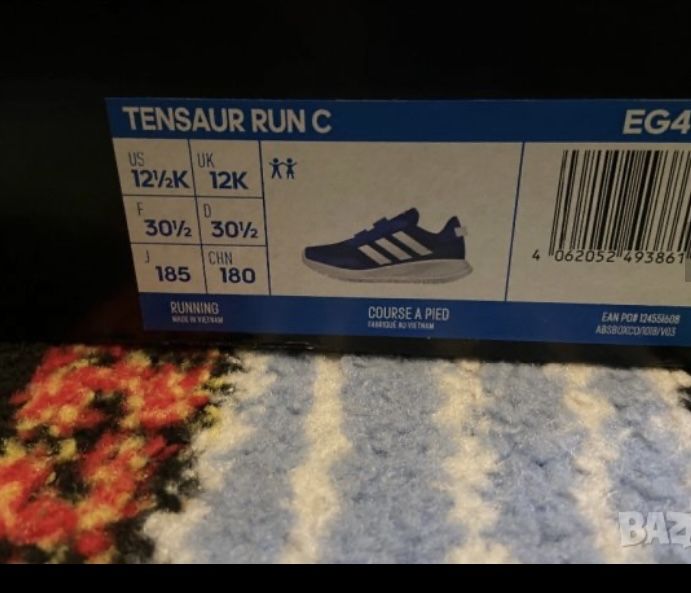 TENSAUR RUN C EG4
US 12½K UK 12K
F 30½ D 30½
J 185 CHN 180
4 062052 493861
RUNNING
MADE IN VIETNAM
COURSE A PIED
FABRIQUÉ AU VIETNAM
EAN PO# 124551608
ABSBOXCO/1018/V03
BAZ